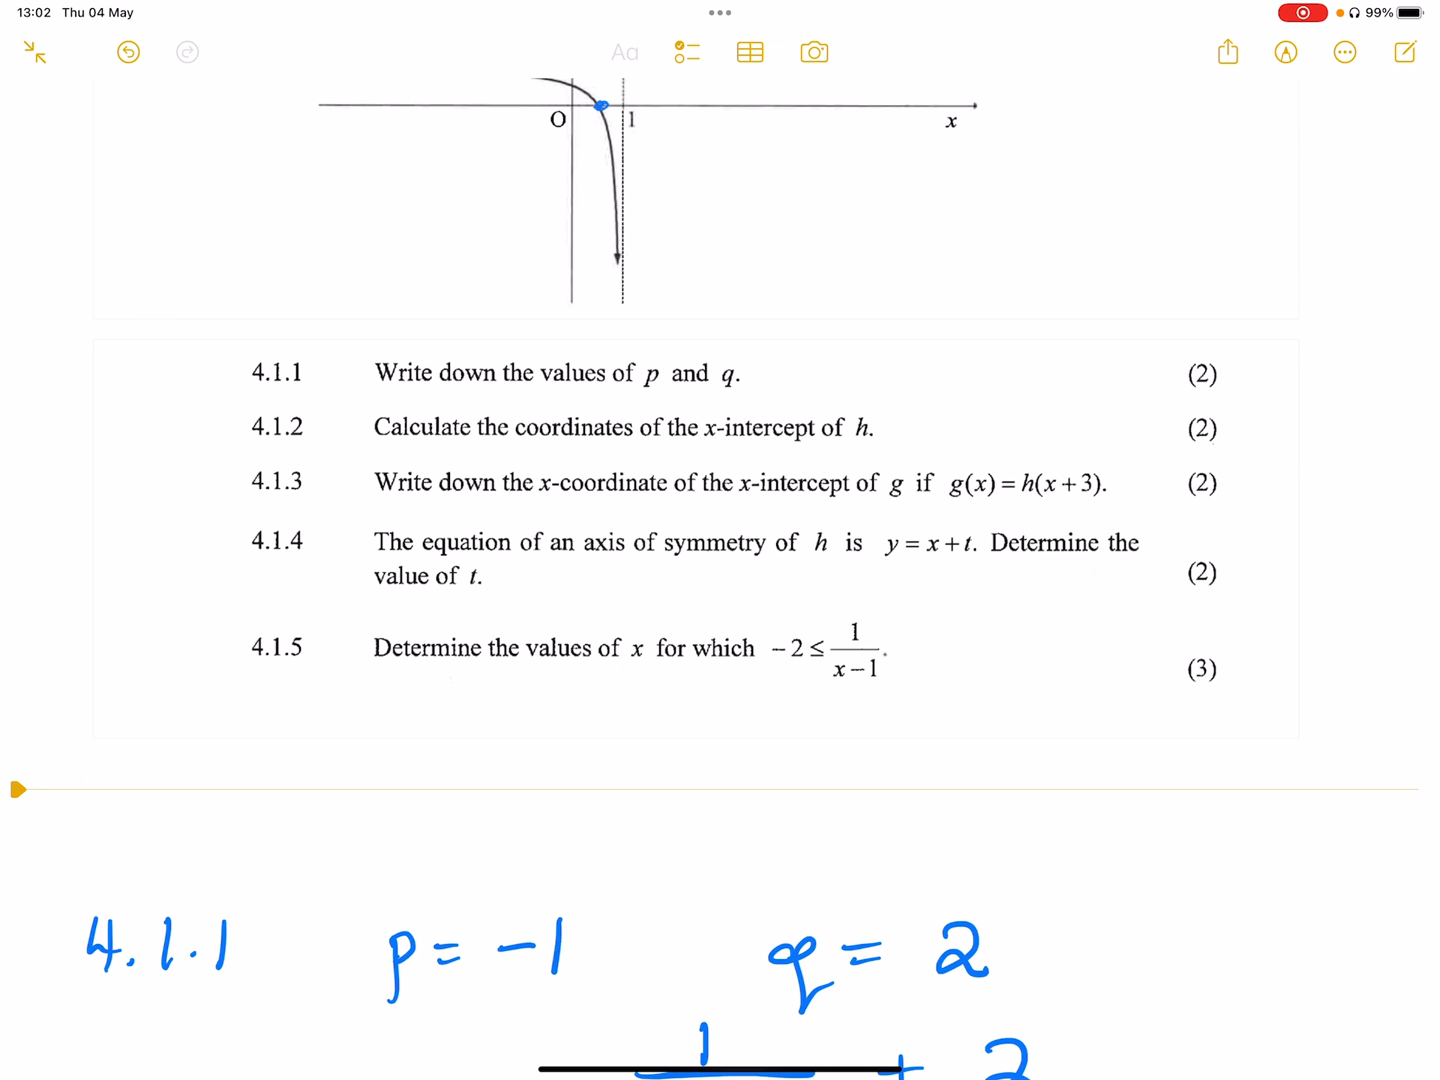 13:02 Thu 04 May
99%
Aa
O 1 x
4.1.1 Write down the values of p and q. (2)
4.1.2 Calculate the coordinates of the x-intercept of h. (2)
4.1.3 Write down the x-coordinate of the x-intercept of g if g(x) = h(x + 3). (2)
4.1.4 The equation of an axis of symmetry of h is y = x + t. Determine the
value of t. (2)
4.1.5 Determine the values of x for which -2 ≤ 1/(x-1). (3)
4.1.1 p = -1 q = 2
1
+ 2